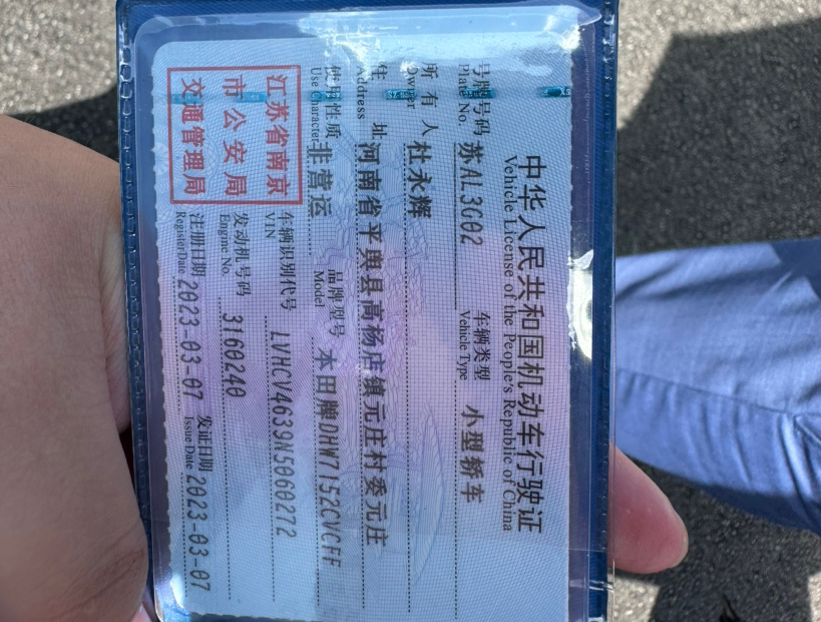 中华人民共和国机动车行驶证
Vehicle License of the People's Republic of China
号牌号码 苏AL3G02 车辆类型 小型轿车
Plate No. Vehicle Type
所有人 杜永辉
Owner
住址 河南省平舆县高杨店镇元庄村委元庄
Address
使用性质 非营运 品牌型号 本田牌DHW7152CVCFF
Use Character Model
江苏省南京
市公安局
交通管理局
车辆识别代号 LVHCV4639N5060272
VIN
发动机号码 3160240
Engine No.
注册日期 2023-03-07 发证日期 2023-03-07
Register Date Issue Date